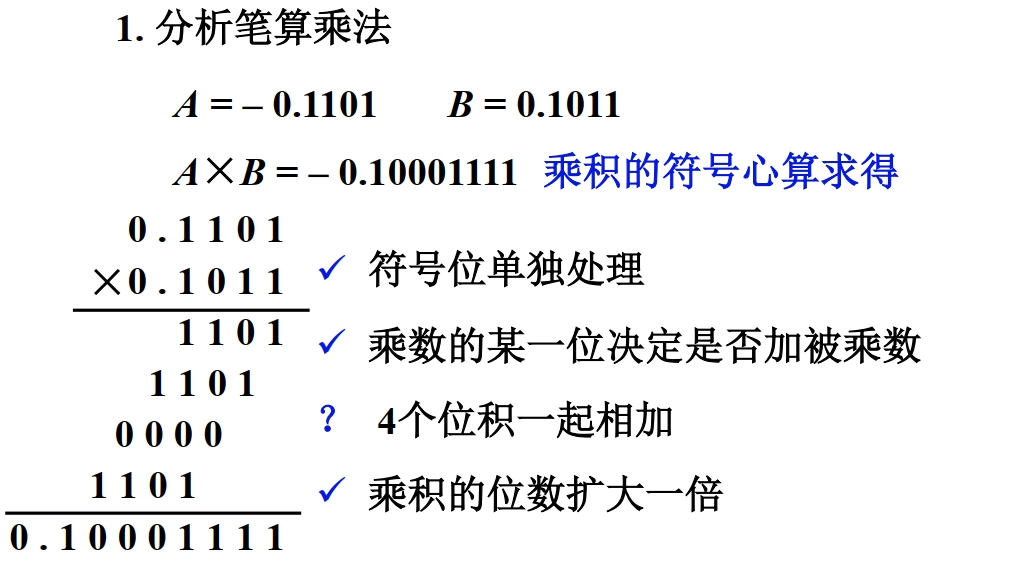 1. 分析笔算乘法
A = – 0.1101 B = 0.1011
A×B = – 0.10001111 乘积的符号心算求得
0.1101
×0.1011
1101
1101
0000
1101
0.10001111
✓ 符号位单独处理
✓ 乘数的某一位决定是否加被乘数
? 4个位积一起相加
✓ 乘积的位数扩大一倍